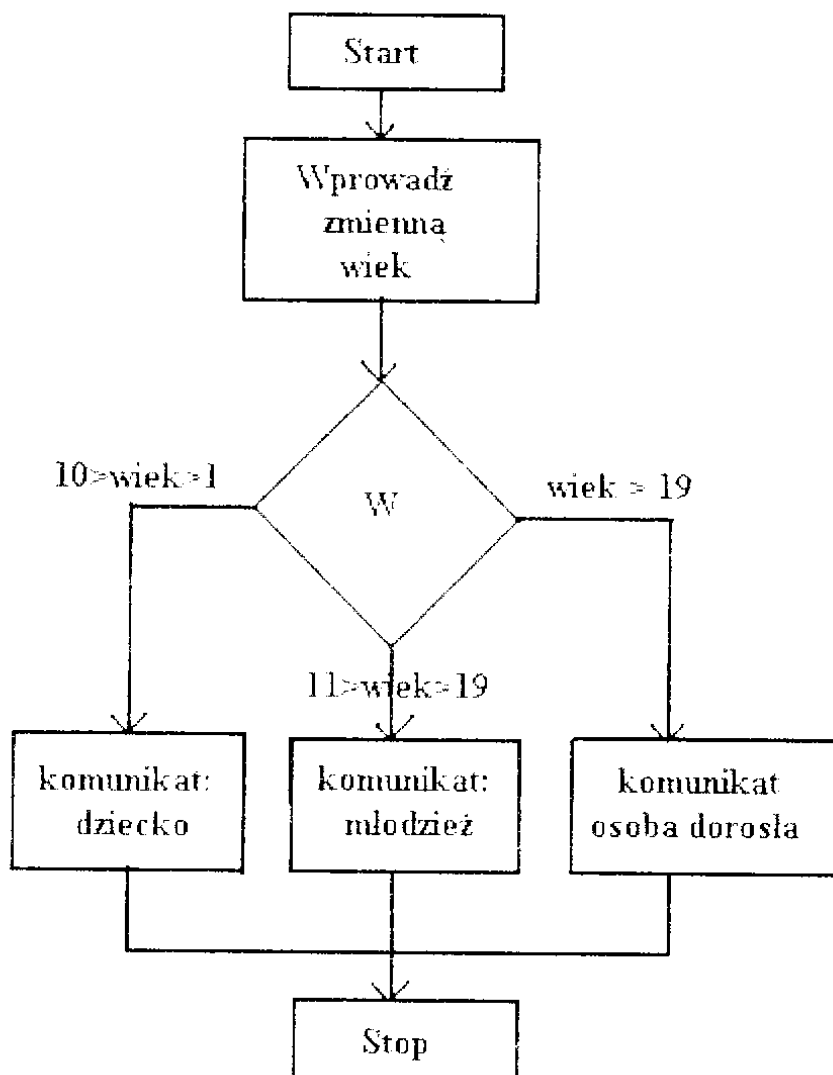 Start
Wprowadź
zmienną
wiek
10>wiek>1
W
wiek > 19
11>wiek>19
komunikat:
dziecko
komunikat:
młodzież
komunikat
osoba dorosła
Stop